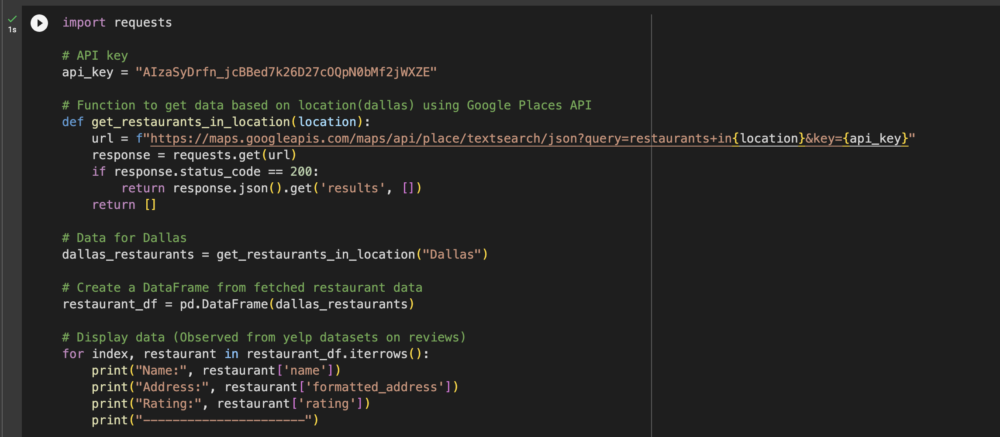 1s
import requests
# API key
api_key = "AIzaSyDrfn_jcBBed7k26D27cOQpN0bMf2jWXZE"
# Function to get data based on location(dallas) using Google Places API
def get_restaurants_in_location(location):
    url = f"https://maps.googleapis.com/maps/api/place/textsearch/json?query=restaurants+in{location}&key={api_key}"
    response = requests.get(url)
    if response.status_code == 200:
        return response.json().get('results', [])
    return []
# Data for Dallas
dallas_restaurants = get_restaurants_in_location("Dallas")
# Create a DataFrame from fetched restaurant data
restaurant_df = pd.DataFrame(dallas_restaurants)
# Display data (Observed from yelp datasets on reviews)
for index, restaurant in restaurant_df.iterrows():
    print("Name:", restaurant['name'])
    print("Address:", restaurant['formatted_address'])
    print("Rating:", restaurant['rating'])
    print("----------------------")